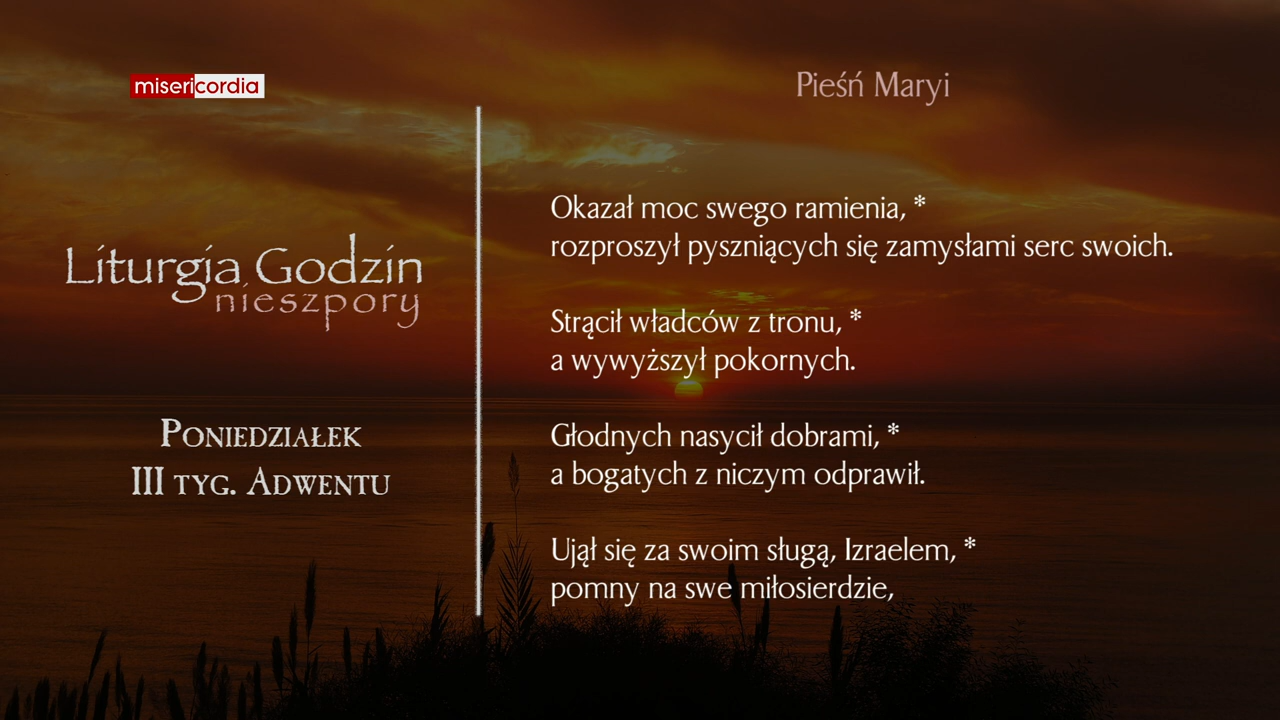 misericordia
Liturgia Godzin
nieszpory
Poniedziałek
III tyg. Adwentu
Pieśń Maryi
Okazał moc swego ramienia, *
rozproszył pyszniących się zamysłami serc swoich.
Strącił władców z tronu, *
a wywyższył pokornych.
Głodnych nasycił dobrami, *
a bogatych z niczym odprawił.
Ujął się za swoim sługą, Izraelem, *
pomny na swe miłosierdzie,